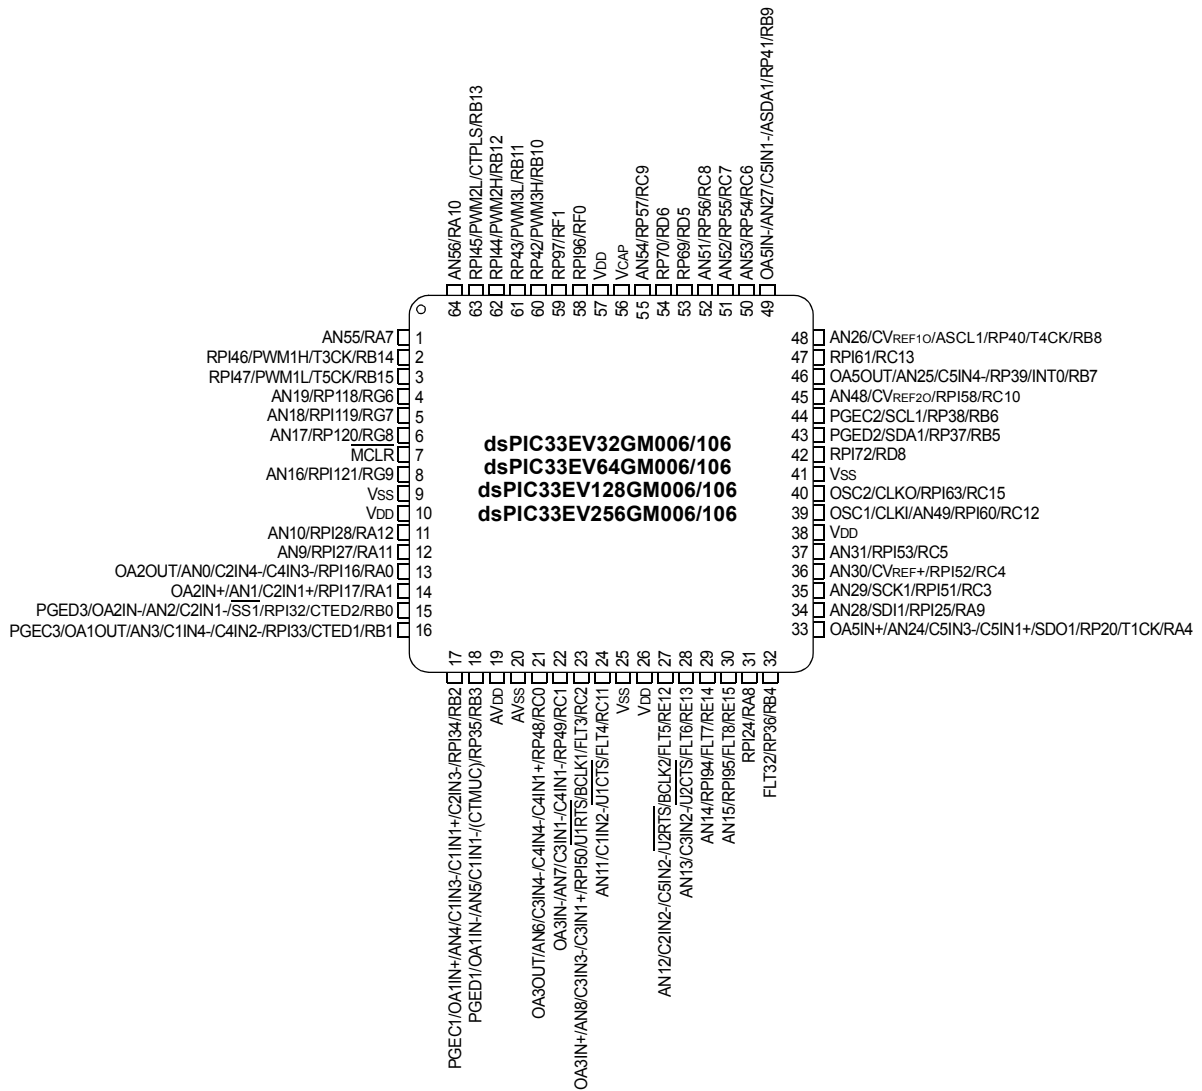 OA5IN-/AN27/C5IN1-/ASDA1/RP41/RB9
AN53/RP54/RC6
AN52/RP55/RC7
AN51/RP56/RC8
RP69/RD5
RP70/RD6
AN54/RP57/RC9
VCAP
VDD
RPI96/RF0
RP97/RF1
RP42/PWM3H/RB10
RP43/PWM3L/RB11
RPI44/PWM2H/RB12
RPI45/PWM2L/CTPLS/RB13
AN56/RA10
64 63 62 61 60 59 58 57 56 55 54 53 52 51 50 49
AN55/RA7 1
RPI46/PWM1H/T3CK/RB14 2
RPI47/PWM1L/T5CK/RB15 3
AN19/RP118/RG6 4
AN18/RPI119/RG7 5
AN17/RP120/RG8 6
MCLR 7
AN16/RPI121/RG9 8
VSS 9
VDD 10
AN10/RPI28/RA12 11
AN9/RPI27/RA11 12
OA2OUT/AN0/C2IN4-/C4IN3-/RPI16/RA0 13
OA2IN+/AN1/C2IN1+/RPI17/RA1 14
PGED3/OA2IN-/AN2/C2IN1-/SS1/RPI32/CTED2/RB0 15
PGEC3/OA1OUT/AN3/C1IN4-/C4IN2-/RPI33/CTED1/RB1 16
dsPIC33EV32GM006/106
dsPIC33EV64GM006/106
dsPIC33EV128GM006/106
dsPIC33EV256GM006/106
48 AN26/CVREF1O/ASCL1/RP40/T4CK/RB8
47 RPI61/RC13
46 OA5OUT/AN25/C5IN4-/RP39/INT0/RB7
45 AN48/CVREF2O/RPI58/RC10
44 PGEC2/SCL1/RP38/RB6
43 PGED2/SDA1/RP37/RB5
42 RPI72/RD8
41 VSS
40 OSC2/CLKO/RPI63/RC15
39 OSC1/CLKI/AN49/RPI60/RC12
38 VDD
37 AN31/RPI53/RC5
36 AN30/CVREF+/RPI52/RC4
35 AN29/SCK1/RPI51/RC3
34 AN28/SDI1/RPI25/RA9
33 OA5IN+/AN24/C5IN3-/C5IN1+/SDO1/RP20/T1CK/RA4
17 18 19 20 21 22 23 24 25 26 27 28 29 30 31 32
PGEC1/OA1IN+/AN4/C1IN3-/C1IN1+/C2IN3-/RPI34/RB2
PGED1/OA1IN-/AN5/C1IN1-/(CTMUC)/RP35/RB3
AVDD
AVSS
OA3OUT/AN6/C3IN4-/C4IN4-/C4IN1+/RP48/RC0
OA3IN-/AN7/C3IN1-/C4IN1-/RP49/RC1
OA3IN+/AN8/C3IN3-/C3IN1+/RPI50/U1RTS/BCLK1/FLT3/RC2
AN11/C1IN2-/U1CTS/FLT4/RC11
VSS
VDD
AN12/C2IN2-/C5IN2-/U2RTS/BCLK2/FLT5/RE12
AN13/C3IN2-/U2CTS/FLT6/RE13
AN14/RPI94/FLT7/RE14
AN15/RPI95/FLT8/RE15
RPI24/RA8
FLT32/RP36/RB4